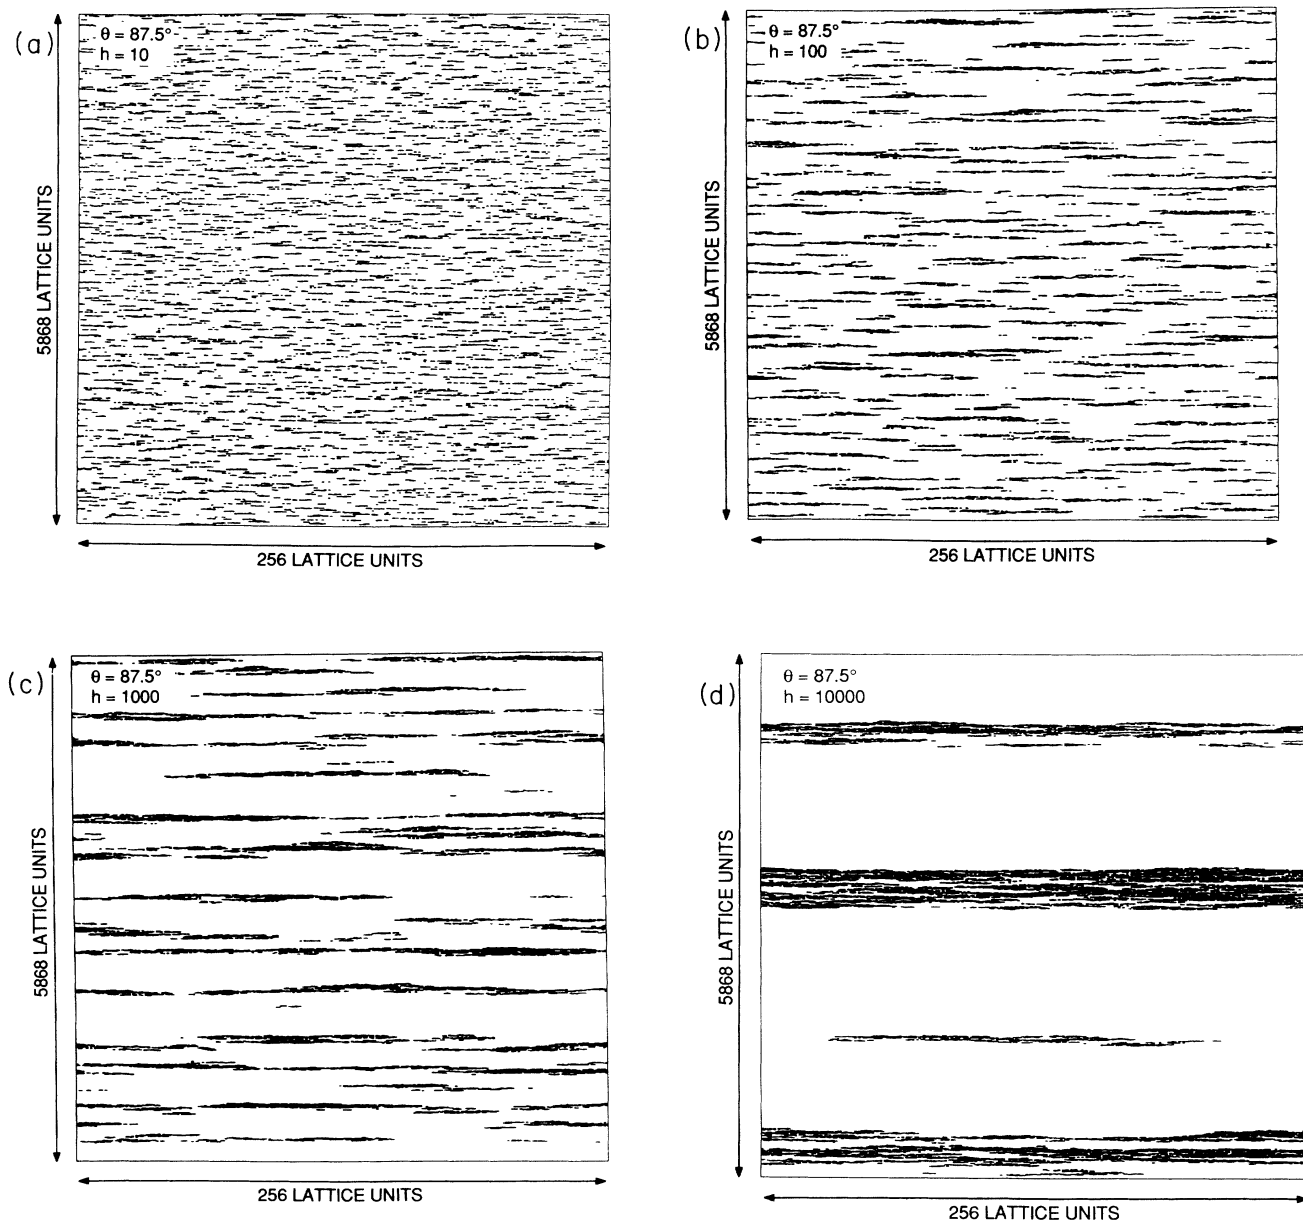 (a)
θ = 87.5°
h = 10
5868 LATTICE UNITS
256 LATTICE UNITS
(b)
θ = 87.5°
h = 100
5868 LATTICE UNITS
256 LATTICE UNITS
(c)
θ = 87.5°
h = 1000
5868 LATTICE UNITS
256 LATTICE UNITS
(d)
θ = 87.5°
h = 10000
5868 LATTICE UNITS
256 LATTICE UNITS